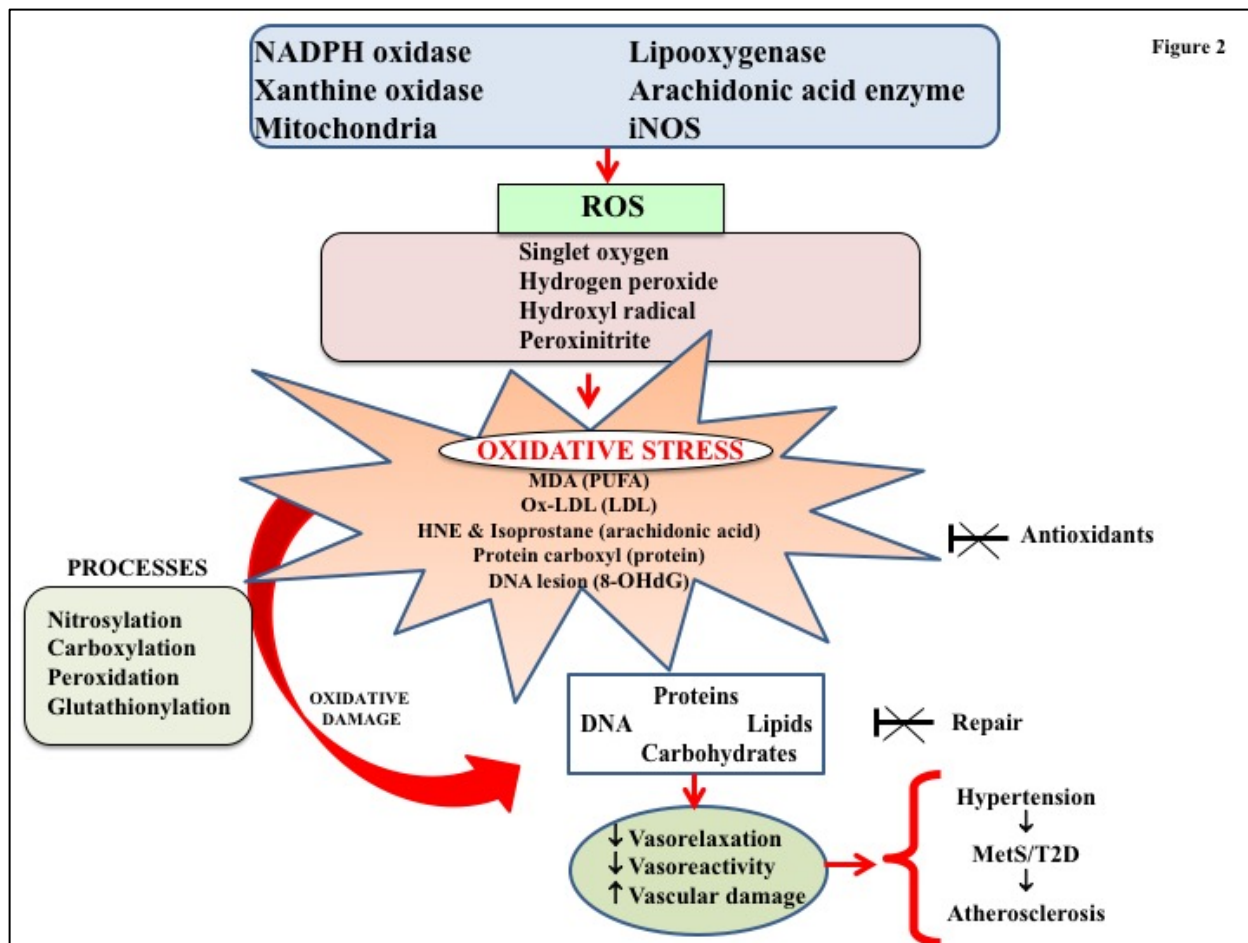 Figure 2
NADPH oxidase Lipooxygenase
Xanthine oxidase Arachidonic acid enzyme
Mitochondria iNOS
ROS
Singlet oxygen
Hydrogen peroxide
Hydroxyl radical
Peroxinitrite
OXIDATIVE STRESS
MDA (PUFA)
Ox-LDL (LDL)
HNE & Isoprostane (arachidonic acid)
Protein carboxyl (protein)
DNA lesion (8-OHdG)
Antioxidants
PROCESSES
Nitrosylation
Carboxylation
Peroxidation
Glutathionylation
OXIDATIVE
DAMAGE
Proteins
DNA Lipids
Carbohydrates
Repair
↓ Vasorelaxation
↓ Vasoreactivity
↑ Vascular damage
Hypertension
↓
MetS/T2D
↓
Atherosclerosis